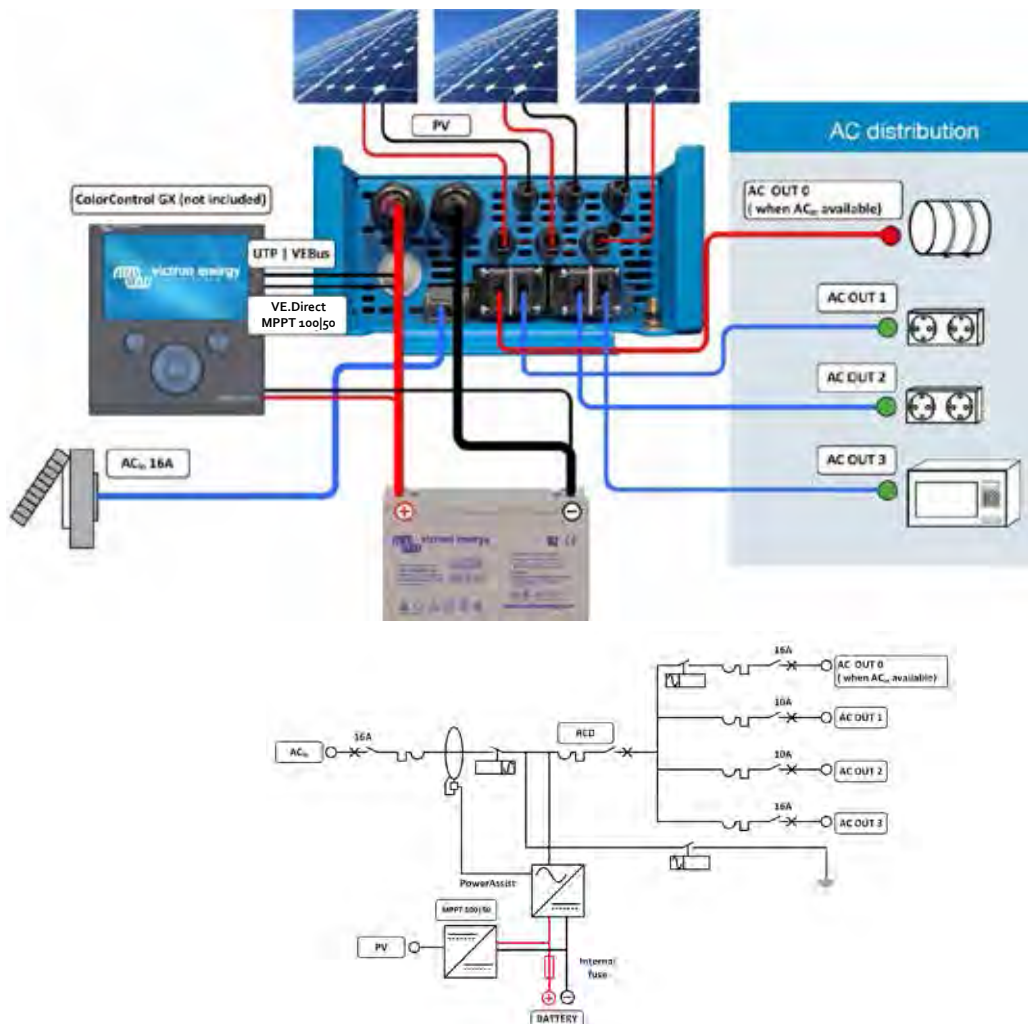 PV
AC distribution
ColorControl GX (not included)
AC OUT 0
( when ACin available)
UTP | VEBus
victron energy
VE.Direct
MPPT 100|50
AC OUT 1
AC OUT 2
ACin 16A
AC OUT 3
victron energy
16A
AC OUT 0
( when ACin available)
10A
AC OUT 1
16A
ACin
10A
AC OUT 2
16A
AC OUT 3
PowerAssist
MPPT 100|50
PV
Internal
fuse
BATTERY